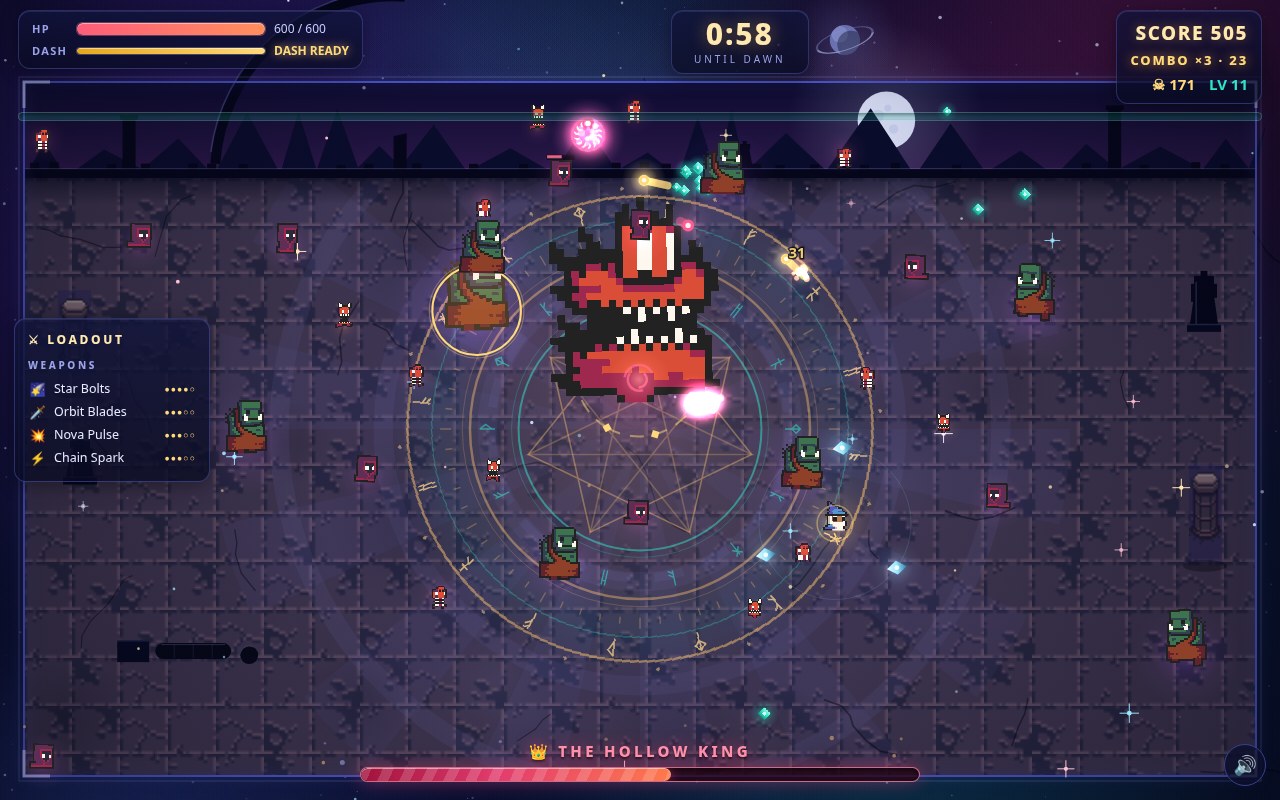 HP 600 / 600
DASH DASH READY
0:58
UNTIL DAWN
SCORE 505
COMBO ×3 · 23
☠ 171 LV 11
31
⚔ LOADOUT
WEAPONS
Star Bolts
Orbit Blades
Nova Pulse
Chain Spark
👑 THE HOLLOW KING